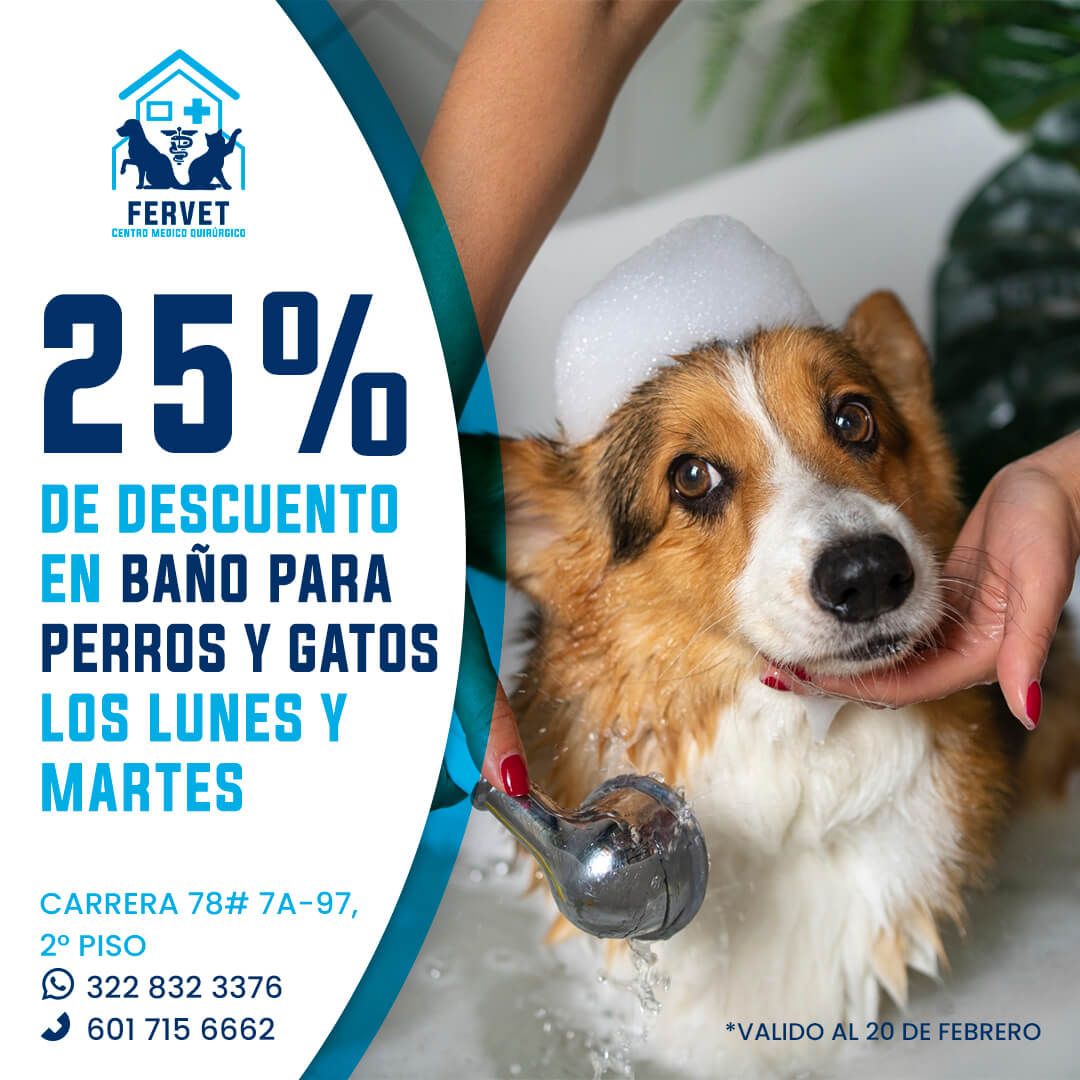 FERVET
CENTRO MEDICO QUIRÚRGICO
25%
DE DESCUENTO
EN BAÑO PARA
PERROS Y GATOS
LOS LUNES Y
MARTES
CARRERA 78# 7A-97,
2º PISO
322 832 3376
601 715 6662
*VALIDO AL 20 DE FEBRERO